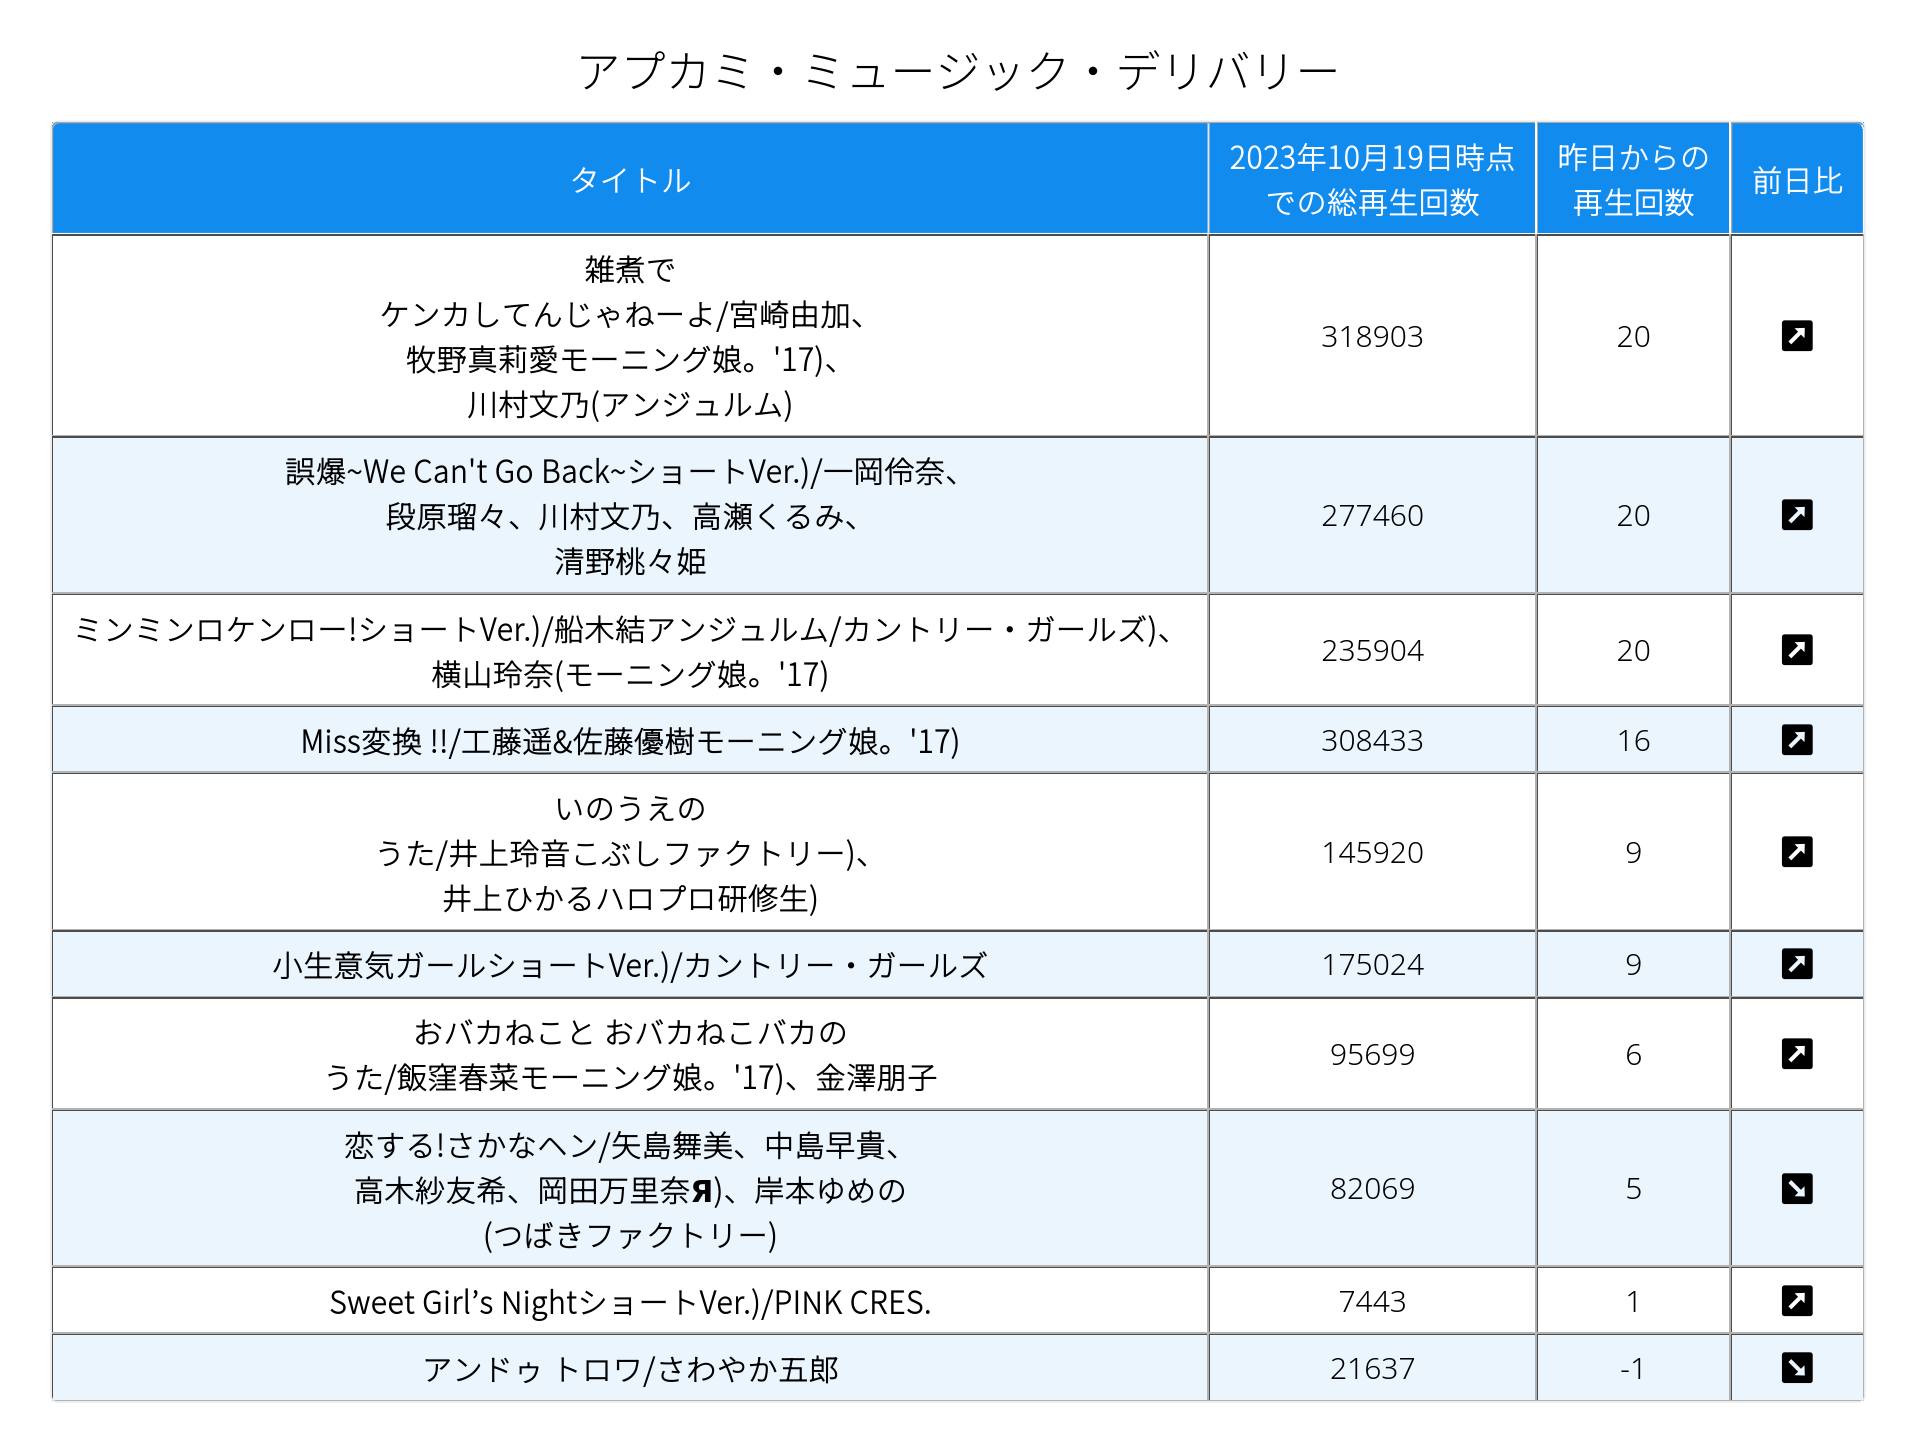 アプカミ・ミュージック・デリバリー
タイトル
2023年10月19日時点
での総再生回数
昨日からの
再生回数
前日比
雑煮で
ケンカしてんじゃねーよ/宮崎由加、
牧野真莉愛モーニング娘。'17)、
川村文乃(アンジュルム)
318903
20
誤爆~We Can't Go Back~ショートVer.)/一岡伶奈、
段原瑠々、川村文乃、高瀬くるみ、
清野桃々姫
277460
20
ミンミンロケンロー!ショートVer.)/船木結アンジュルム/カントリー・ガールズ)、
横山玲奈(モーニング娘。'17)
235904
20
Miss変換 !!/工藤遥&佐藤優樹モーニング娘。'17)
308433
16
いのうえの
うた/井上玲音こぶしファクトリー)、
井上ひかるハロプロ研修生)
145920
9
小生意気ガールショートVer.)/カントリー・ガールズ
175024
9
おバカねこと おバカねこバカの
うた/飯窪春菜モーニング娘。'17)、金澤朋子
95699
6
恋する!さかなヘン/矢島舞美、中島早貴、
高木紗友希、岡田万里奈Я)、岸本ゆめの
(つばきファクトリー)
82069
5
Sweet Girl’s NightショートVer.)/PINK CRES.
7443
1
アンドゥ トロワ/さわやか五郎
21637
-1